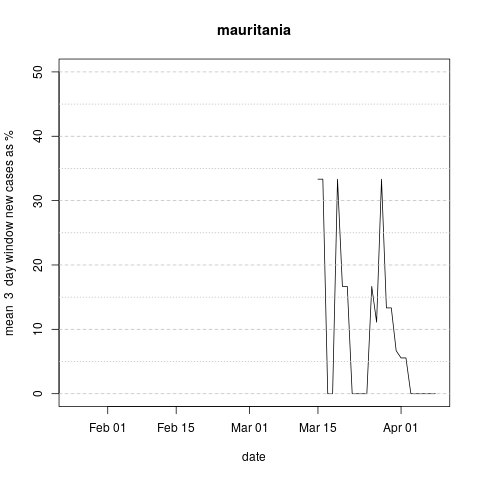 mauritania
mean 3 day window new cases as %
50
40
30
20
10
0
Feb 01
Feb 15
Mar 01
Mar 15
Apr 01
date